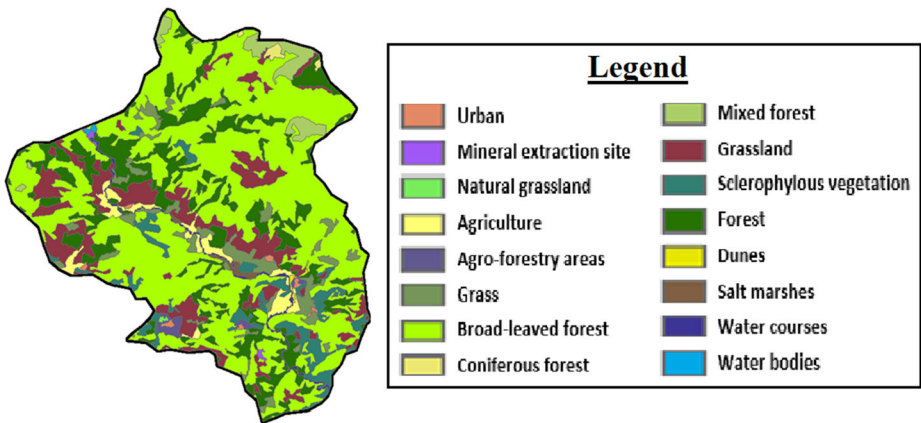 Legend
Urban
Mineral extraction site
Natural grassland
Agriculture
Agro-forestry areas
Grass
Broad-leaved forest
Coniferous forest
Mixed forest
Grassland
Sclerophylous vegetation
Forest
Dunes
Salt marshes
Water courses
Water bodies